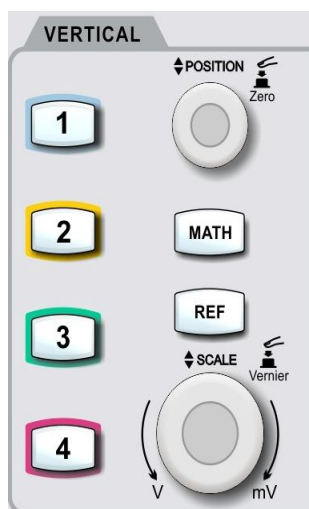 VERTICAL
POSITION
Zero
1
2
MATH
REF
3
SCALE
Vernier
4
V
mV